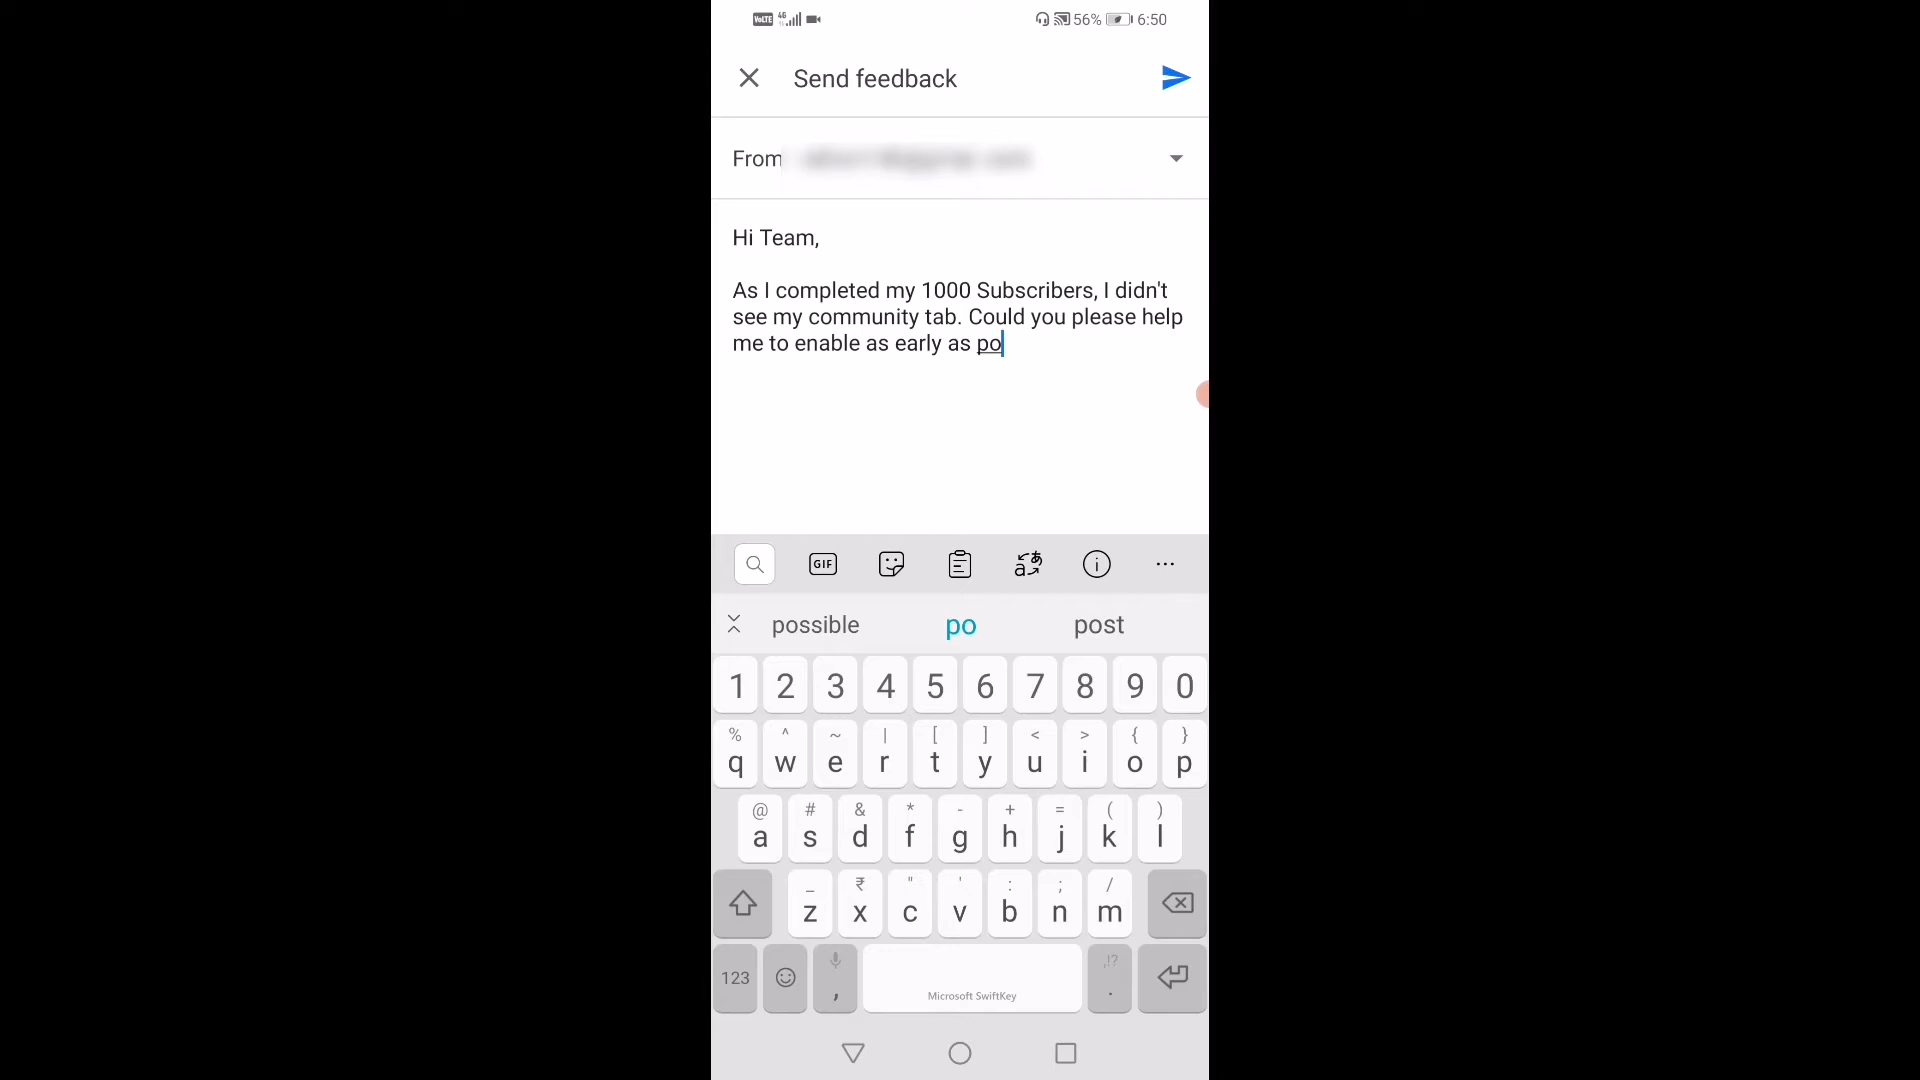 VoLTE 4G 56% 6:50
Send feedback
From
Hi Team,
As I completed my 1000 Subscribers, I didn't
see my community tab. Could you please help
me to enable as early as po
GIF
possible po post
1 2 3 4 5 6 7 8 9 0
% ^ ~ | [ ] < > { }
q w e r t y u i o p
@ # & * - + = ( )
a s d f g h j k l
_ ₹ " ' : ; /
z x c v b n m
123 , Microsoft SwiftKey ,!? .